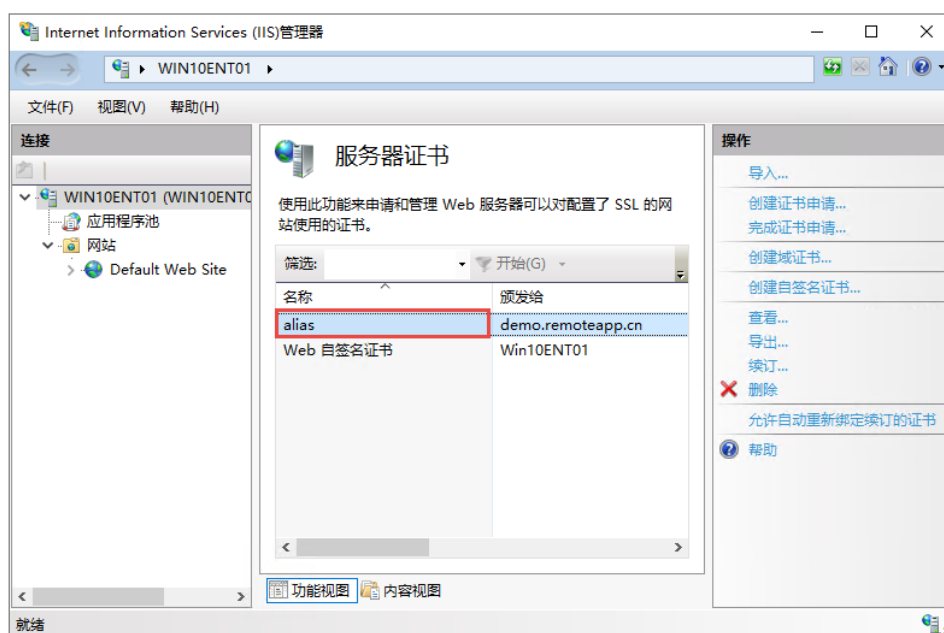 Internet Information Services (IIS)管理器
WIN10ENT01
文件(F) 视图(V) 帮助(H)
连接
WIN10ENT01 (WIN10ENT0
应用程序池
网站
Default Web Site
服务器证书
使用此功能来申请和管理 Web 服务器可以对配置了 SSL 的网
站使用的证书。
筛选: 开始(G)
名称 颁发给
alias demo.remoteapp.cn
Web 自签名证书 Win10ENT01
功能视图 内容视图
操作
导入...
创建证书申请...
完成证书申请...
创建域证书...
创建自签名证书...
查看...
导出...
续订...
删除
允许自动重新绑定续订的证书
帮助
就绪